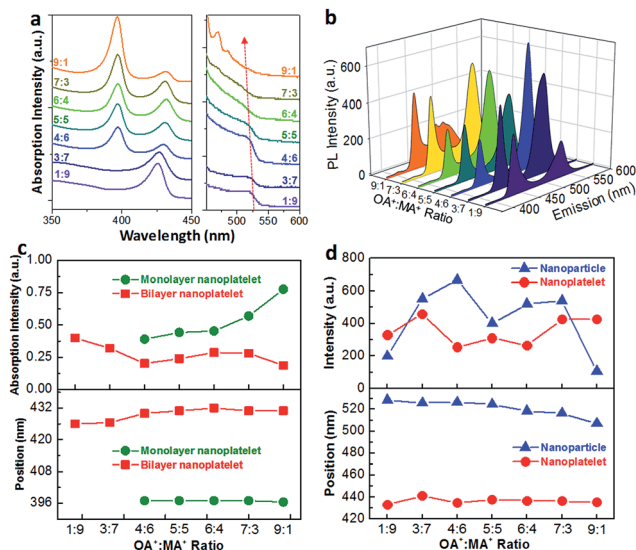 a
Absorption Intensity (a.u.)
9:1
7:3
6:4
5:5
4:6
3:7
1:9
9:1
7:3
6:4
5:5
4:6
3:7
1:9
350 400 450 500 600
Wavelength (nm)
b
PL Intensity (a.u.)
600
400
200
0
9:1 7:3 6:4 5:5 4:6 3:7 1:9
OA⁺:MA⁺ Ratio
400 450 500 550 600
Emission (nm)
c
Absorption Intensity (a.u.)
1.00
0.75
0.50
0.25
0.00
Monolayer nanoplatelet
Bilayer nanoplatelet
Position (nm)
432
420
408
396
Monolayer nanoplatelet
Bilayer nanoplatelet
1:9 3:7 4:6 5:5 6:4 7:3 9:1
OA⁺:MA⁺ Ratio
d
Intensity (a.u.)
800
600
400
200
0
Nanoparticle
Nanoplatelet
Position (nm)
520
500
480
460
440
420
Nanoparticle
Nanoplatelet
1:9 3:7 4:6 5:5 6:4 7:3 9:1
OA⁺:MA⁺ Ratio